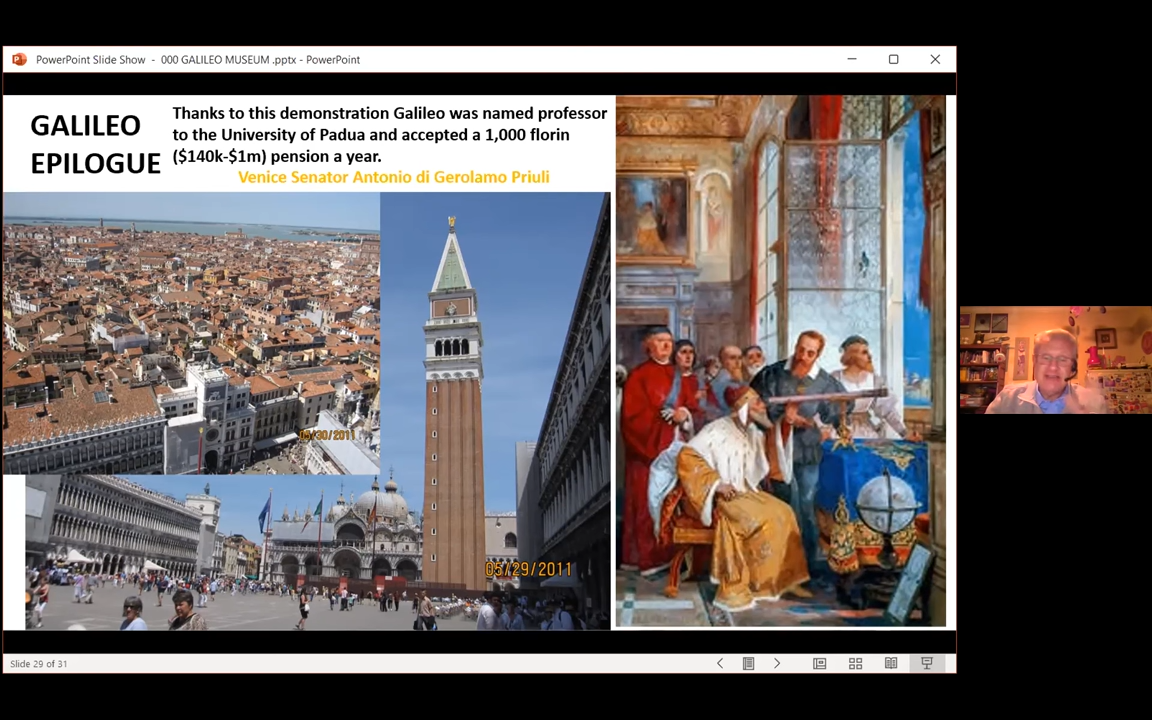 PowerPoint Slide Show - 000 GALILEO MUSEUM .pptx - PowerPoint
GALILEO
EPILOGUE
Thanks to this demonstration Galileo was named professor
to the University of Padua and accepted a 1,000 florin
($140k-$1m) pension a year.
Venice Senator Antonio di Gerolamo Priuli
05/30/2011
05/29/2011
Slide 29 of 31